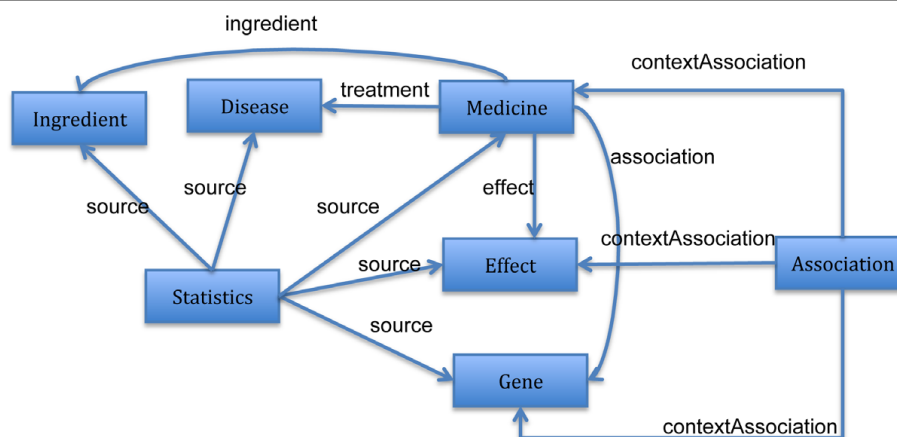 ingredient
contextAssociation
Ingredient
Disease
treatment
Medicine
association
source
source
source
effect
contextAssociation
source
Effect
Association
Statistics
source
Gene
contextAssociation